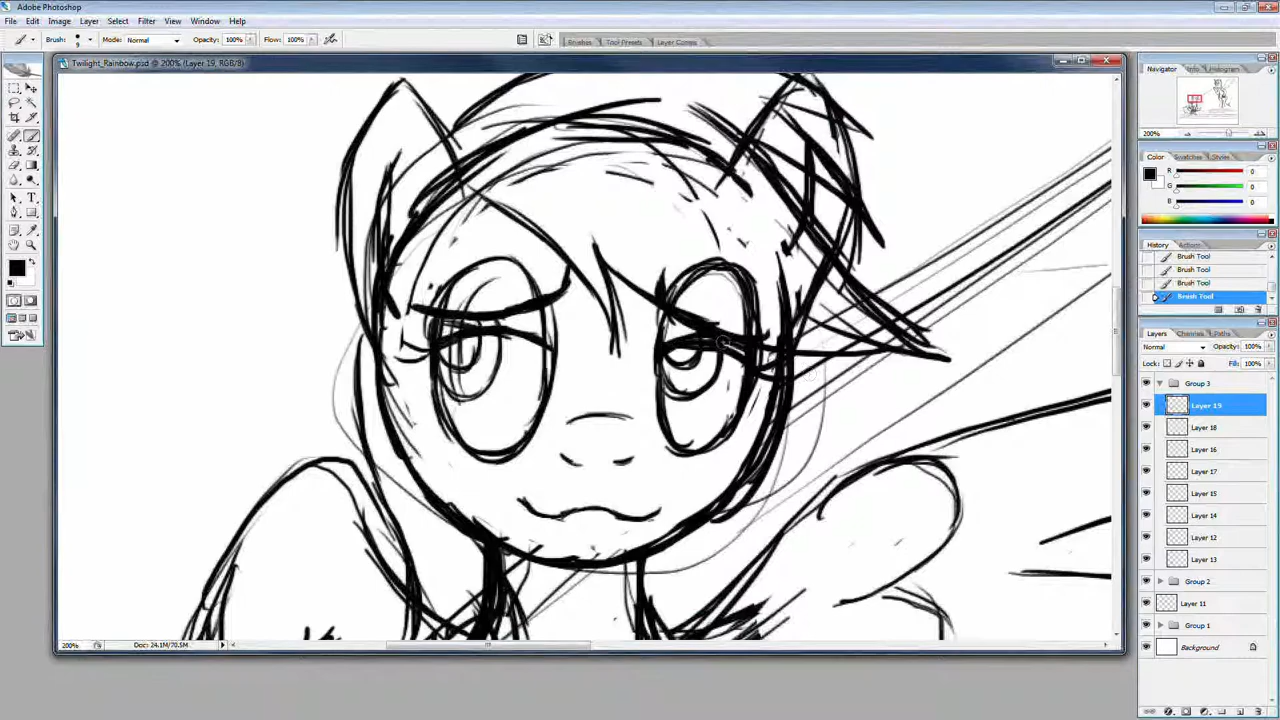 Adobe Photoshop
File Edit Image Layer Select Filter View Window Help
Brush: 9 Mode: Normal Opacity: 100% Flow: 100% Brushes Tool Presets Layer Comps
Twilight_Rainbow.psd @ 200% (Layer 19, RGB/8)
Navigator Info Histogram
200%
Color Swatches Styles
R 0
G 0
B 0
History Actions
Brush Tool
Brush Tool
Brush Tool
Brush Tool
Layers Channels Paths
Normal Opacity: 100%
Lock: Fill: 100%
Group 3
Layer 19
Layer 18
Layer 16
Layer 17
Layer 15
Layer 14
Layer 12
Layer 13
Group 2
Layer 11
Group 1
Background
200% Doc: 24.1M/70.5M